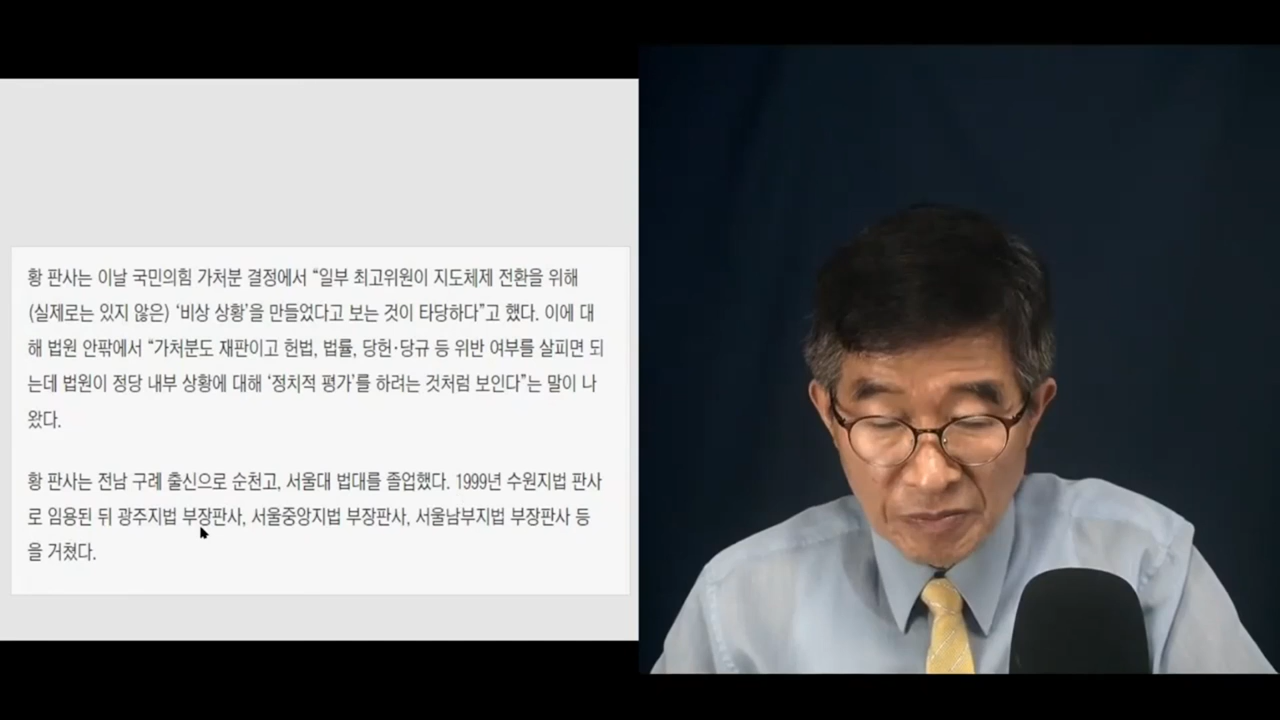 황 판사는 이날 국민의힘 가처분 결정에서 “일부 최고위원이 지도체제 전환을 위해
(실제로는 있지 않은) ‘비상 상황’을 만들었다고 보는 것이 타당하다”고 했다. 이에 대
해 법원 안팎에서 “가처분도 재판이고 헌법, 법률, 당헌·당규 등 위반 여부를 살피면 되
는데 법원이 정당 내부 상황에 대해 ‘정치적 평가’를 하려는 것처럼 보인다”는 말이 나
왔다.
황 판사는 전남 구례 출신으로 순천고, 서울대 법대를 졸업했다. 1999년 수원지법 판사
로 임용된 뒤 광주지법 부장판사, 서울중앙지법 부장판사, 서울남부지법 부장판사 등
을 거쳤다.